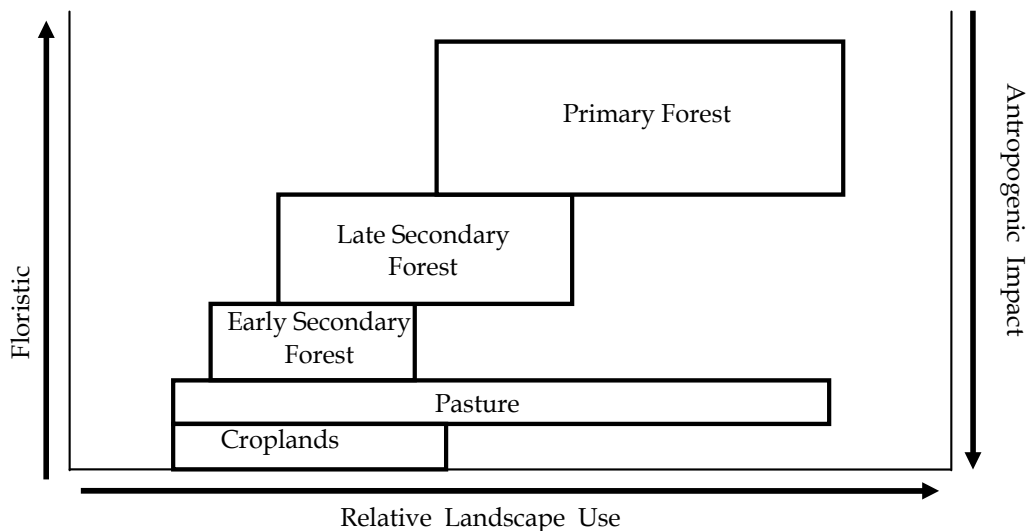 Primary Forest
Late Secondary
Forest
Early Secondary
Forest
Pasture
Croplands
Floristic
Antropogenic Impact
Relative Landscape Use